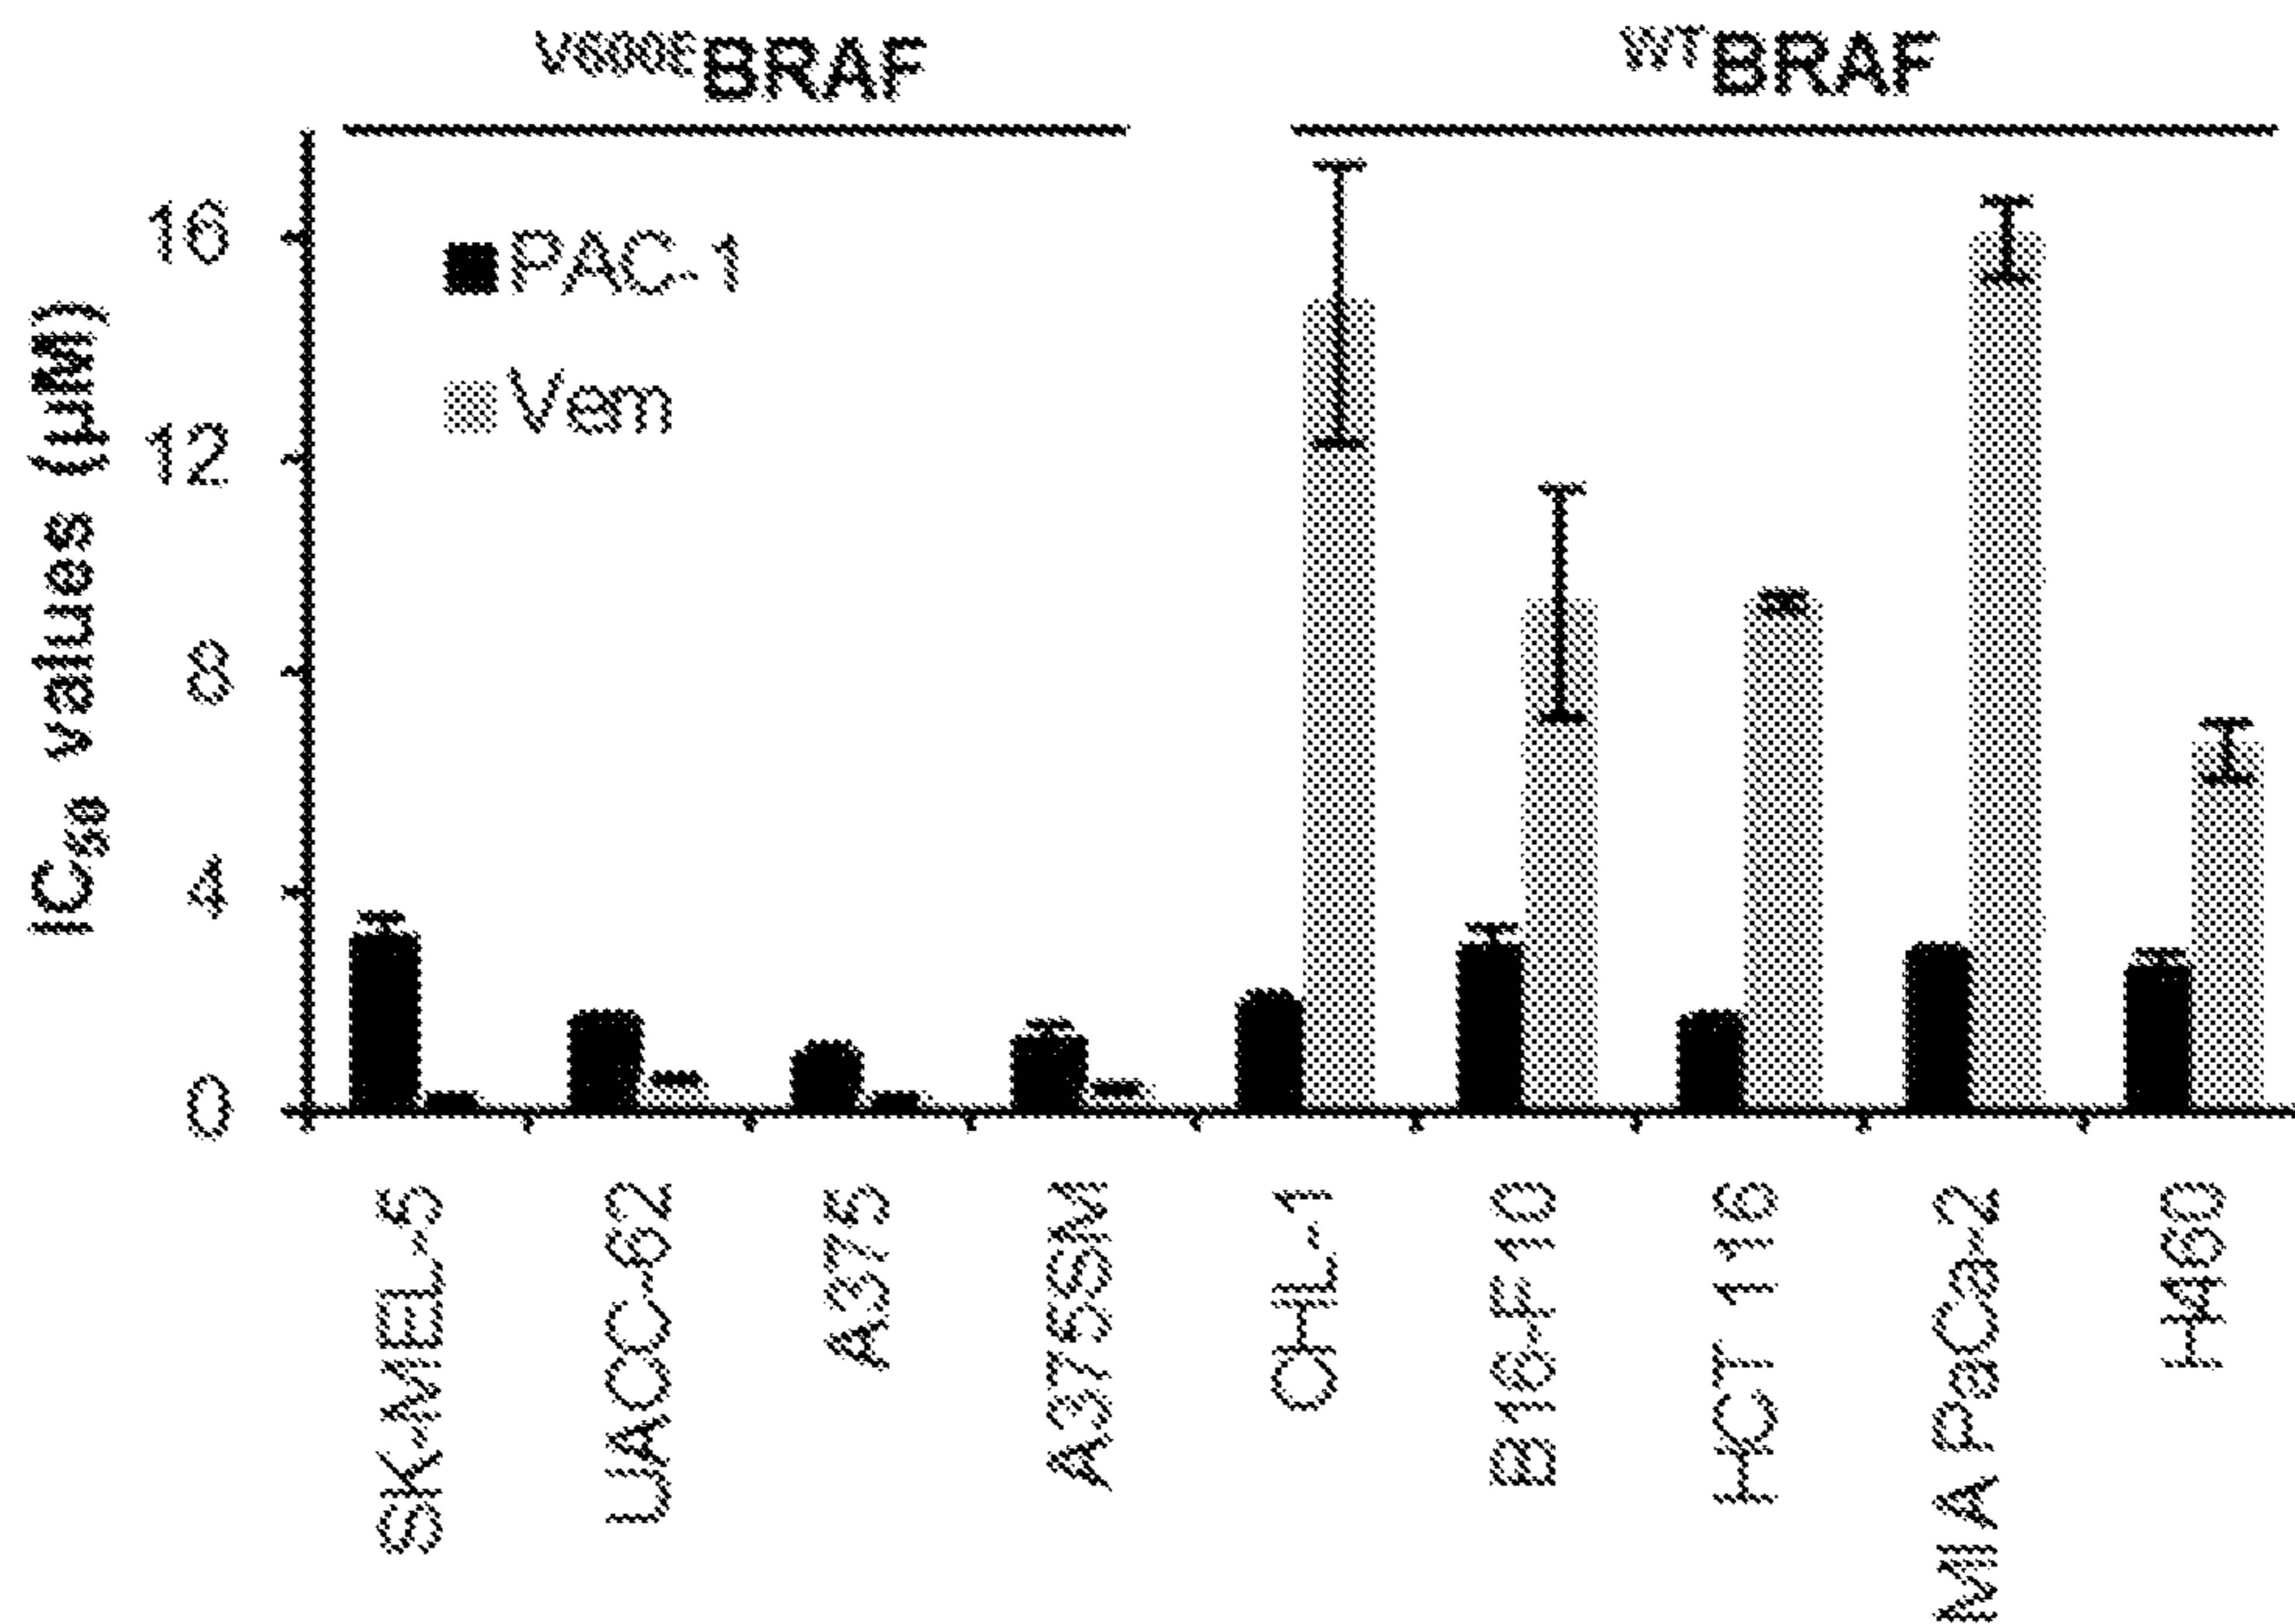 V600EBRAF
WTBRAF
IC50 values (µM)
16
12
8
4
0
PAC-1
Vem
SK-MEL-5
UACC-62
A375
A375SM
CHL-1
B16-F10
HCT 116
MIA PaCa-2
H460